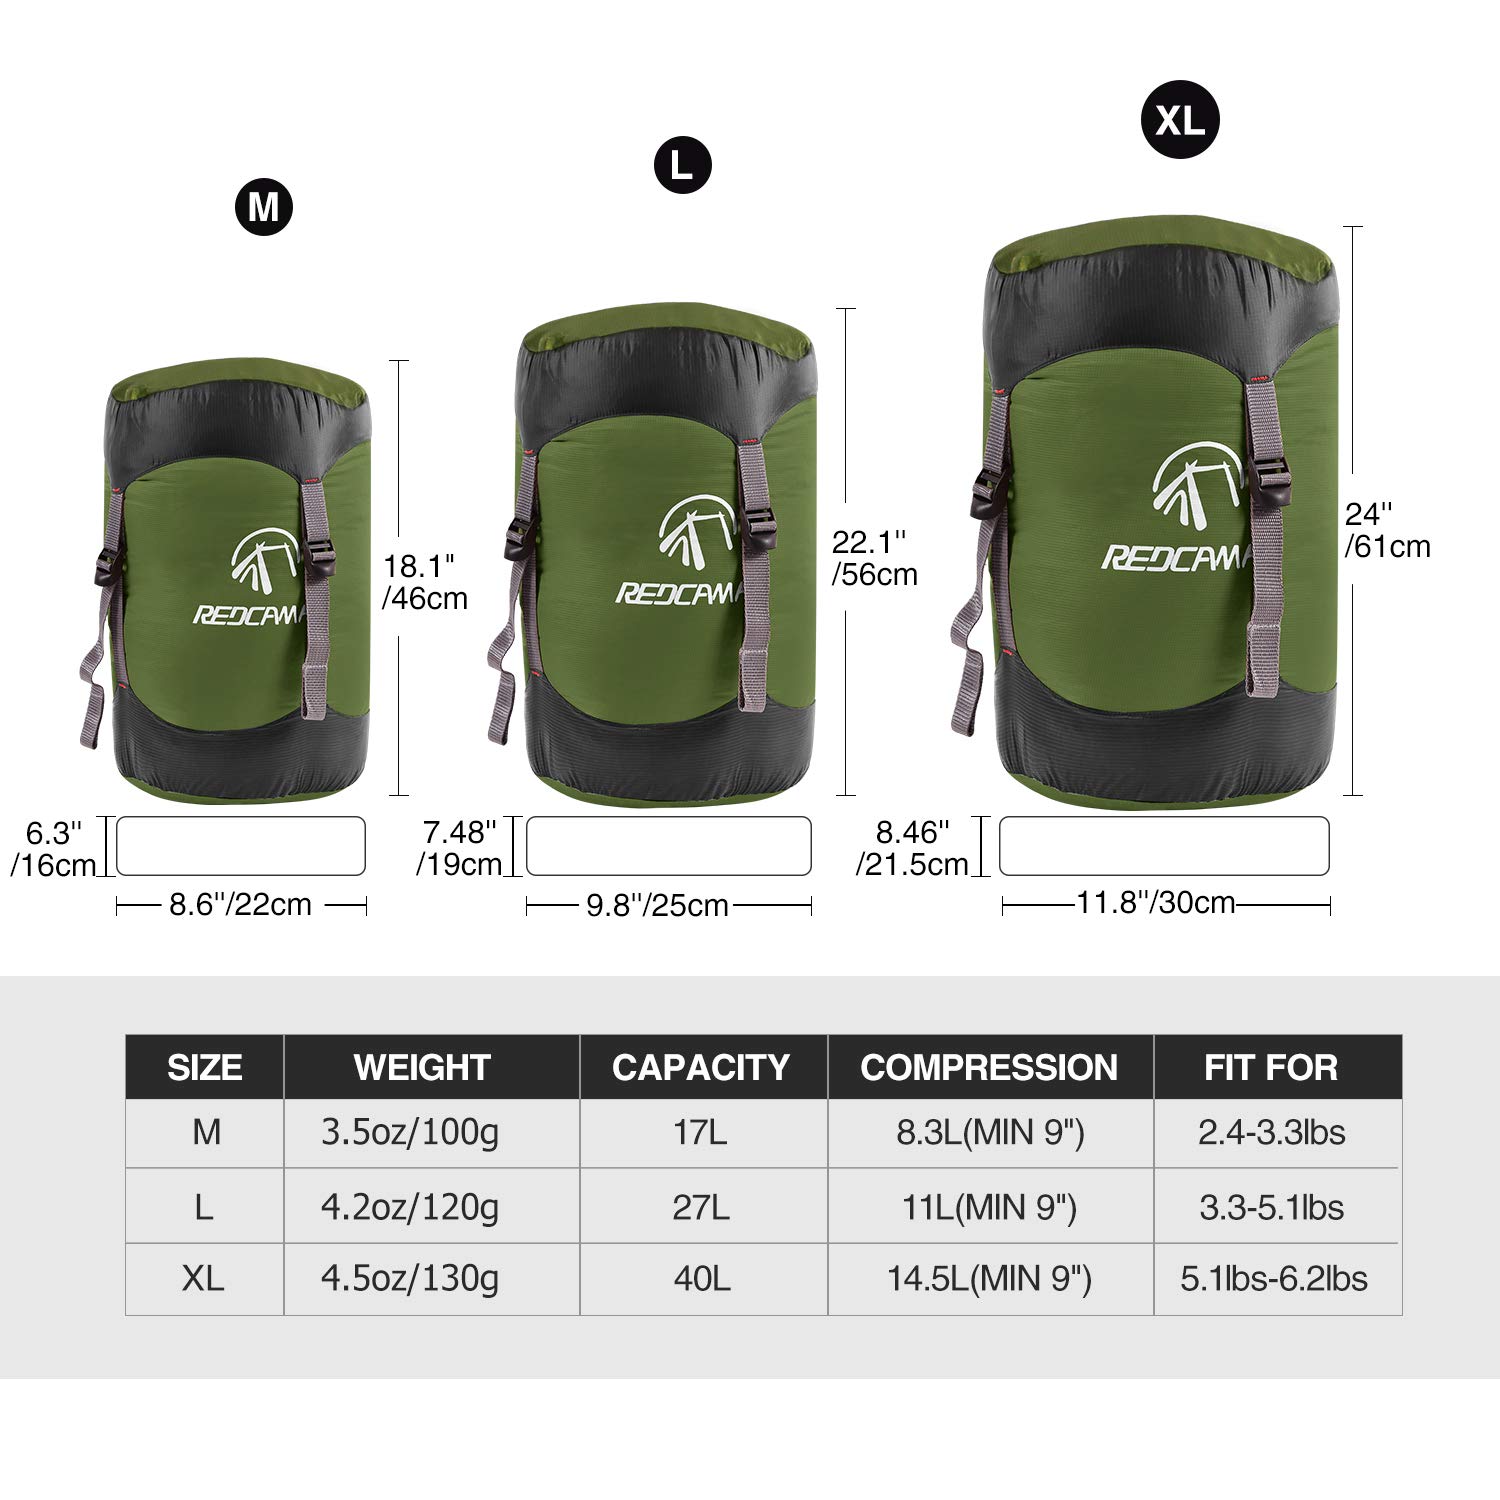 M
L
XL
REDCAMP
REDCAMP
REDCAMP
18.1"
/46cm
22.1"
/56cm
24"
/61cm
6.3"
/16cm
8.6"/22cm
7.48"
/19cm
9.8"/25cm
8.46"
/21.5cm
11.8"/30cm
SIZE WEIGHT CAPACITY COMPRESSION FIT FOR
M 3.5oz/100g 17L 8.3L(MIN 9") 2.4-3.3lbs
L 4.2oz/120g 27L 11L(MIN 9") 3.3-5.1lbs
XL 4.5oz/130g 40L 14.5L(MIN 9") 5.1lbs-6.2lbs